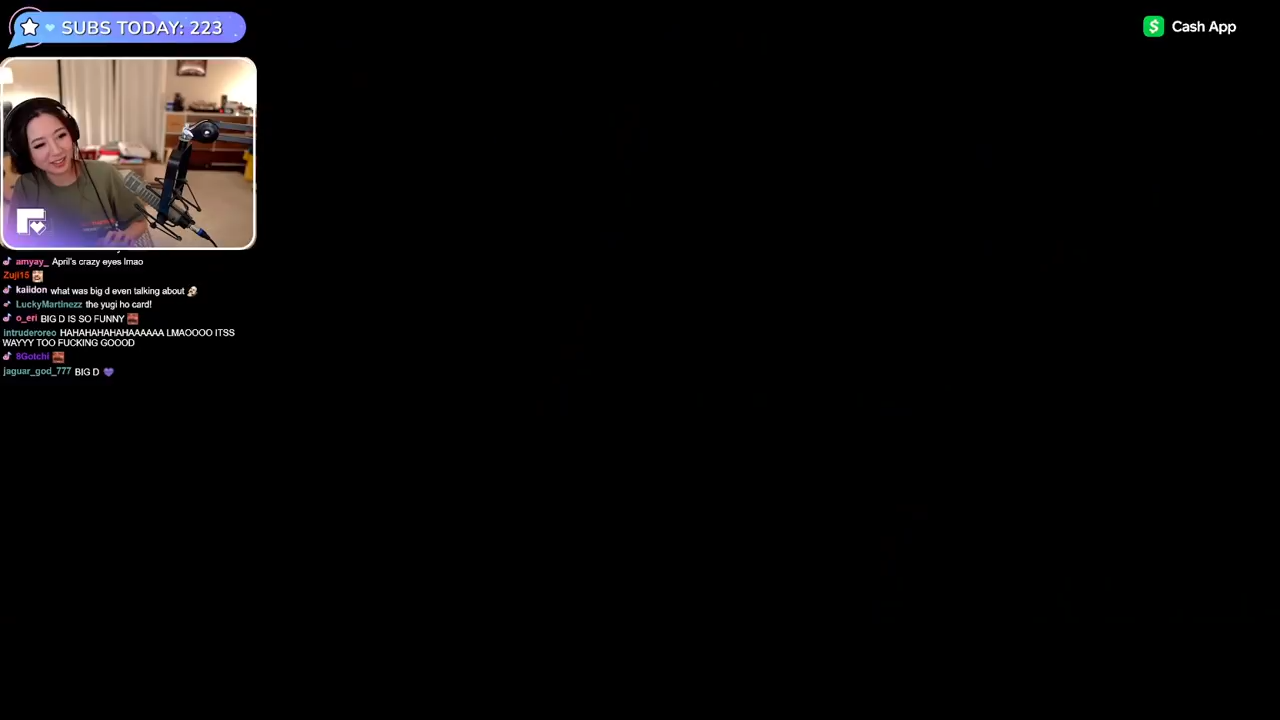 SUBS TODAY: 223
Cash App
amyay_ April's crazy eyes lmao
Zuji15
kaiidon what was big d even talking about
LuckyMartinezz the yugi ho card!
o_eri BIG D IS SO FUNNY
intruderoreo HAHAHAHAHAHAAAAAA LMAOOOO ITSS
WAYYY TOO FUCKING GOOOD
8Gotchi
jaguar_god_777 BIG D